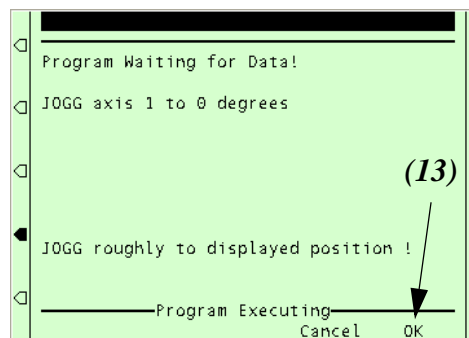 Program Waiting for Data!
JOGG axis 1 to 0 degrees
(13)
JOGG roughly to displayed position !
Program Executing
Cancel OK